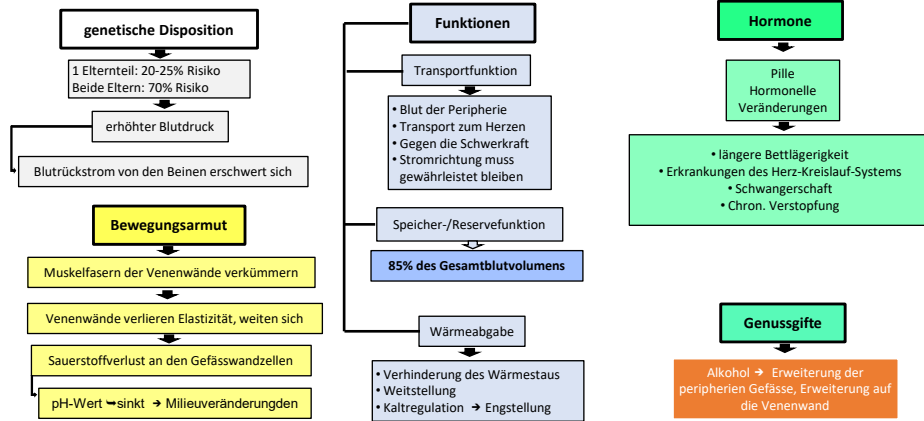 genetische Disposition
1 Elternteil: 20-25% Risiko
Beide Eltern: 70% Risiko
erhöhter Blutdruck
Blutrückstrom von den Beinen erschwert sich
Bewegungsarmut
Muskelfasern der Venenwände verkümmern
Venenwände verlieren Elastizität, weiten sich
Sauerstoffverlust an den Gefässwandzellen
pH-Wert ➥sinkt → Milieuveränderungden
Funktionen
Transportfunktion
• Blut der Peripherie
• Transport zum Herzen
• Gegen die Schwerkraft
• Stromrichtung muss
gewährleistet bleiben
Speicher-/Reservefunktion
85% des Gesamtblutvolumens
Wärmeabgabe
• Verhinderung des Wärmestaus
• Weitstellung
• Kaltregulation → Engstellung
Hormone
Pille
Hormonelle
Veränderungen
• längere Bettlägerigkeit
• Erkrankungen des Herz-Kreislauf-Systems
• Schwangerschaft
• Chron. Verstopfung
Genussgifte
Alkohol → Erweiterung der
peripherien Gefässe, Erweiterung auf
die Venenwand